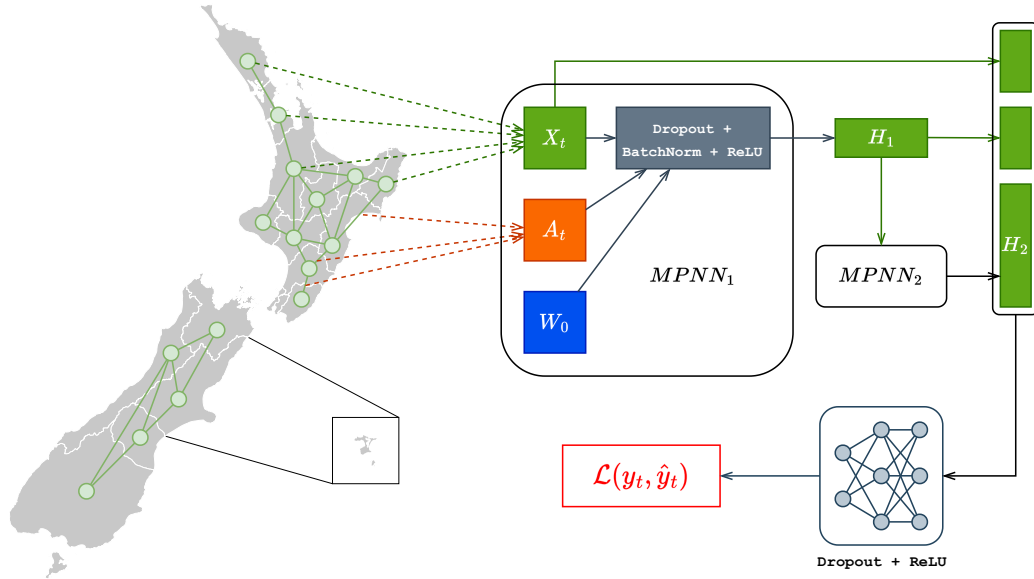 X_t
Dropout +
BatchNorm + ReLU
H_1
A_t
H_2
MPNN_1
MPNN_2
W_0
ℒ(y_t, ŷ_t)
Dropout + ReLU